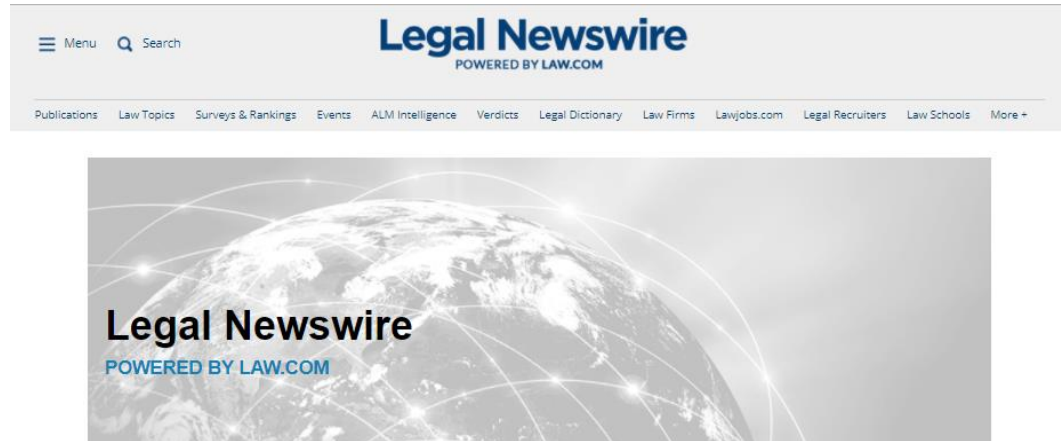 Menu Search
Legal Newswire
POWERED BY LAW.COM
Publications Law Topics Surveys & Rankings Events ALM Intelligence Verdicts Legal Dictionary Law Firms Lawjobs.com Legal Recruiters Law Schools More +
Legal Newswire
POWERED BY LAW.COM